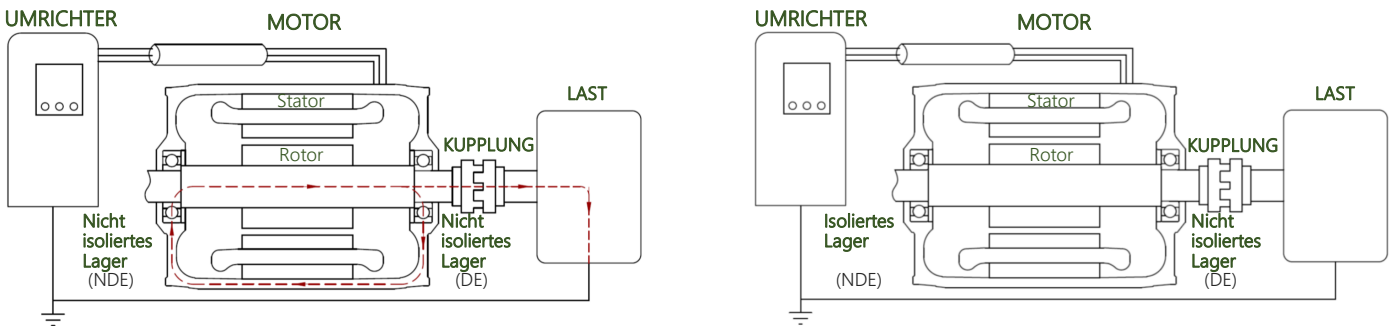 UMRICHTER
MOTOR
LAST
Stator
KUPPLUNG
Rotor
Nicht
isoliertes
Lager
(NDE)
Nicht
isoliertes
Lager
(DE)
UMRICHTER
MOTOR
LAST
Stator
KUPPLUNG
Rotor
Isoliertes
Lager
(NDE)
Nicht
isoliertes
Lager
(DE)